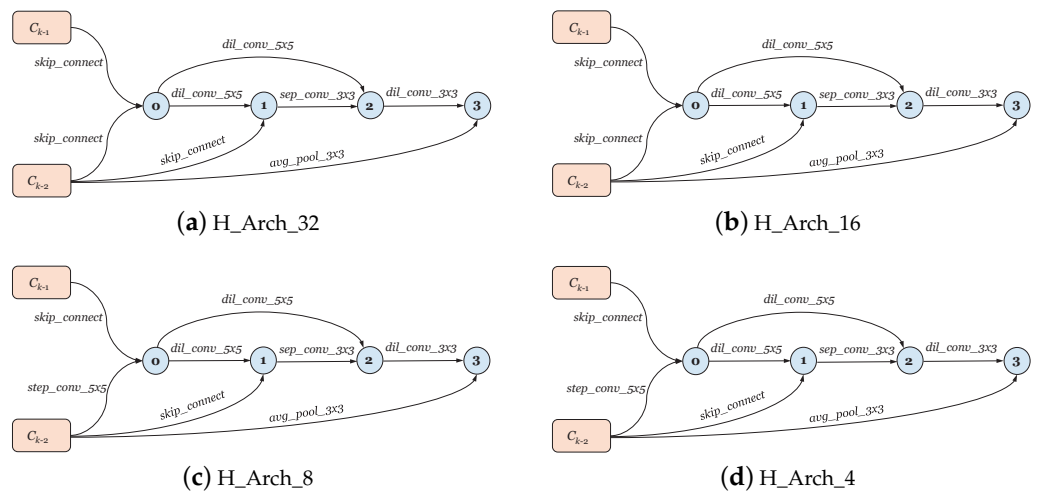 C_{k-1}
skip_connect
dil_conv_5x5
0 dil_conv_5x5 1 sep_conv_3x3 2 dil_conv_3x3 3
skip_connect
skip_connect
avg_pool_3x3
C_{k-2}
(a) H_Arch_32
C_{k-1}
skip_connect
dil_conv_5x5
0 dil_conv_5x5 1 sep_conv_3x3 2 dil_conv_3x3 3
skip_connect
skip_connect
avg_pool_3x3
C_{k-2}
(b) H_Arch_16
C_{k-1}
skip_connect
dil_conv_5x5
0 dil_conv_5x5 1 sep_conv_3x3 2 dil_conv_3x3 3
step_conv_5x5
skip_connect
avg_pool_3x3
C_{k-2}
(c) H_Arch_8
C_{k-1}
skip_connect
dil_conv_5x5
0 dil_conv_5x5 1 sep_conv_3x3 2 dil_conv_3x3 3
step_conv_5x5
skip_connect
avg_pool_3x3
C_{k-2}
(d) H_Arch_4